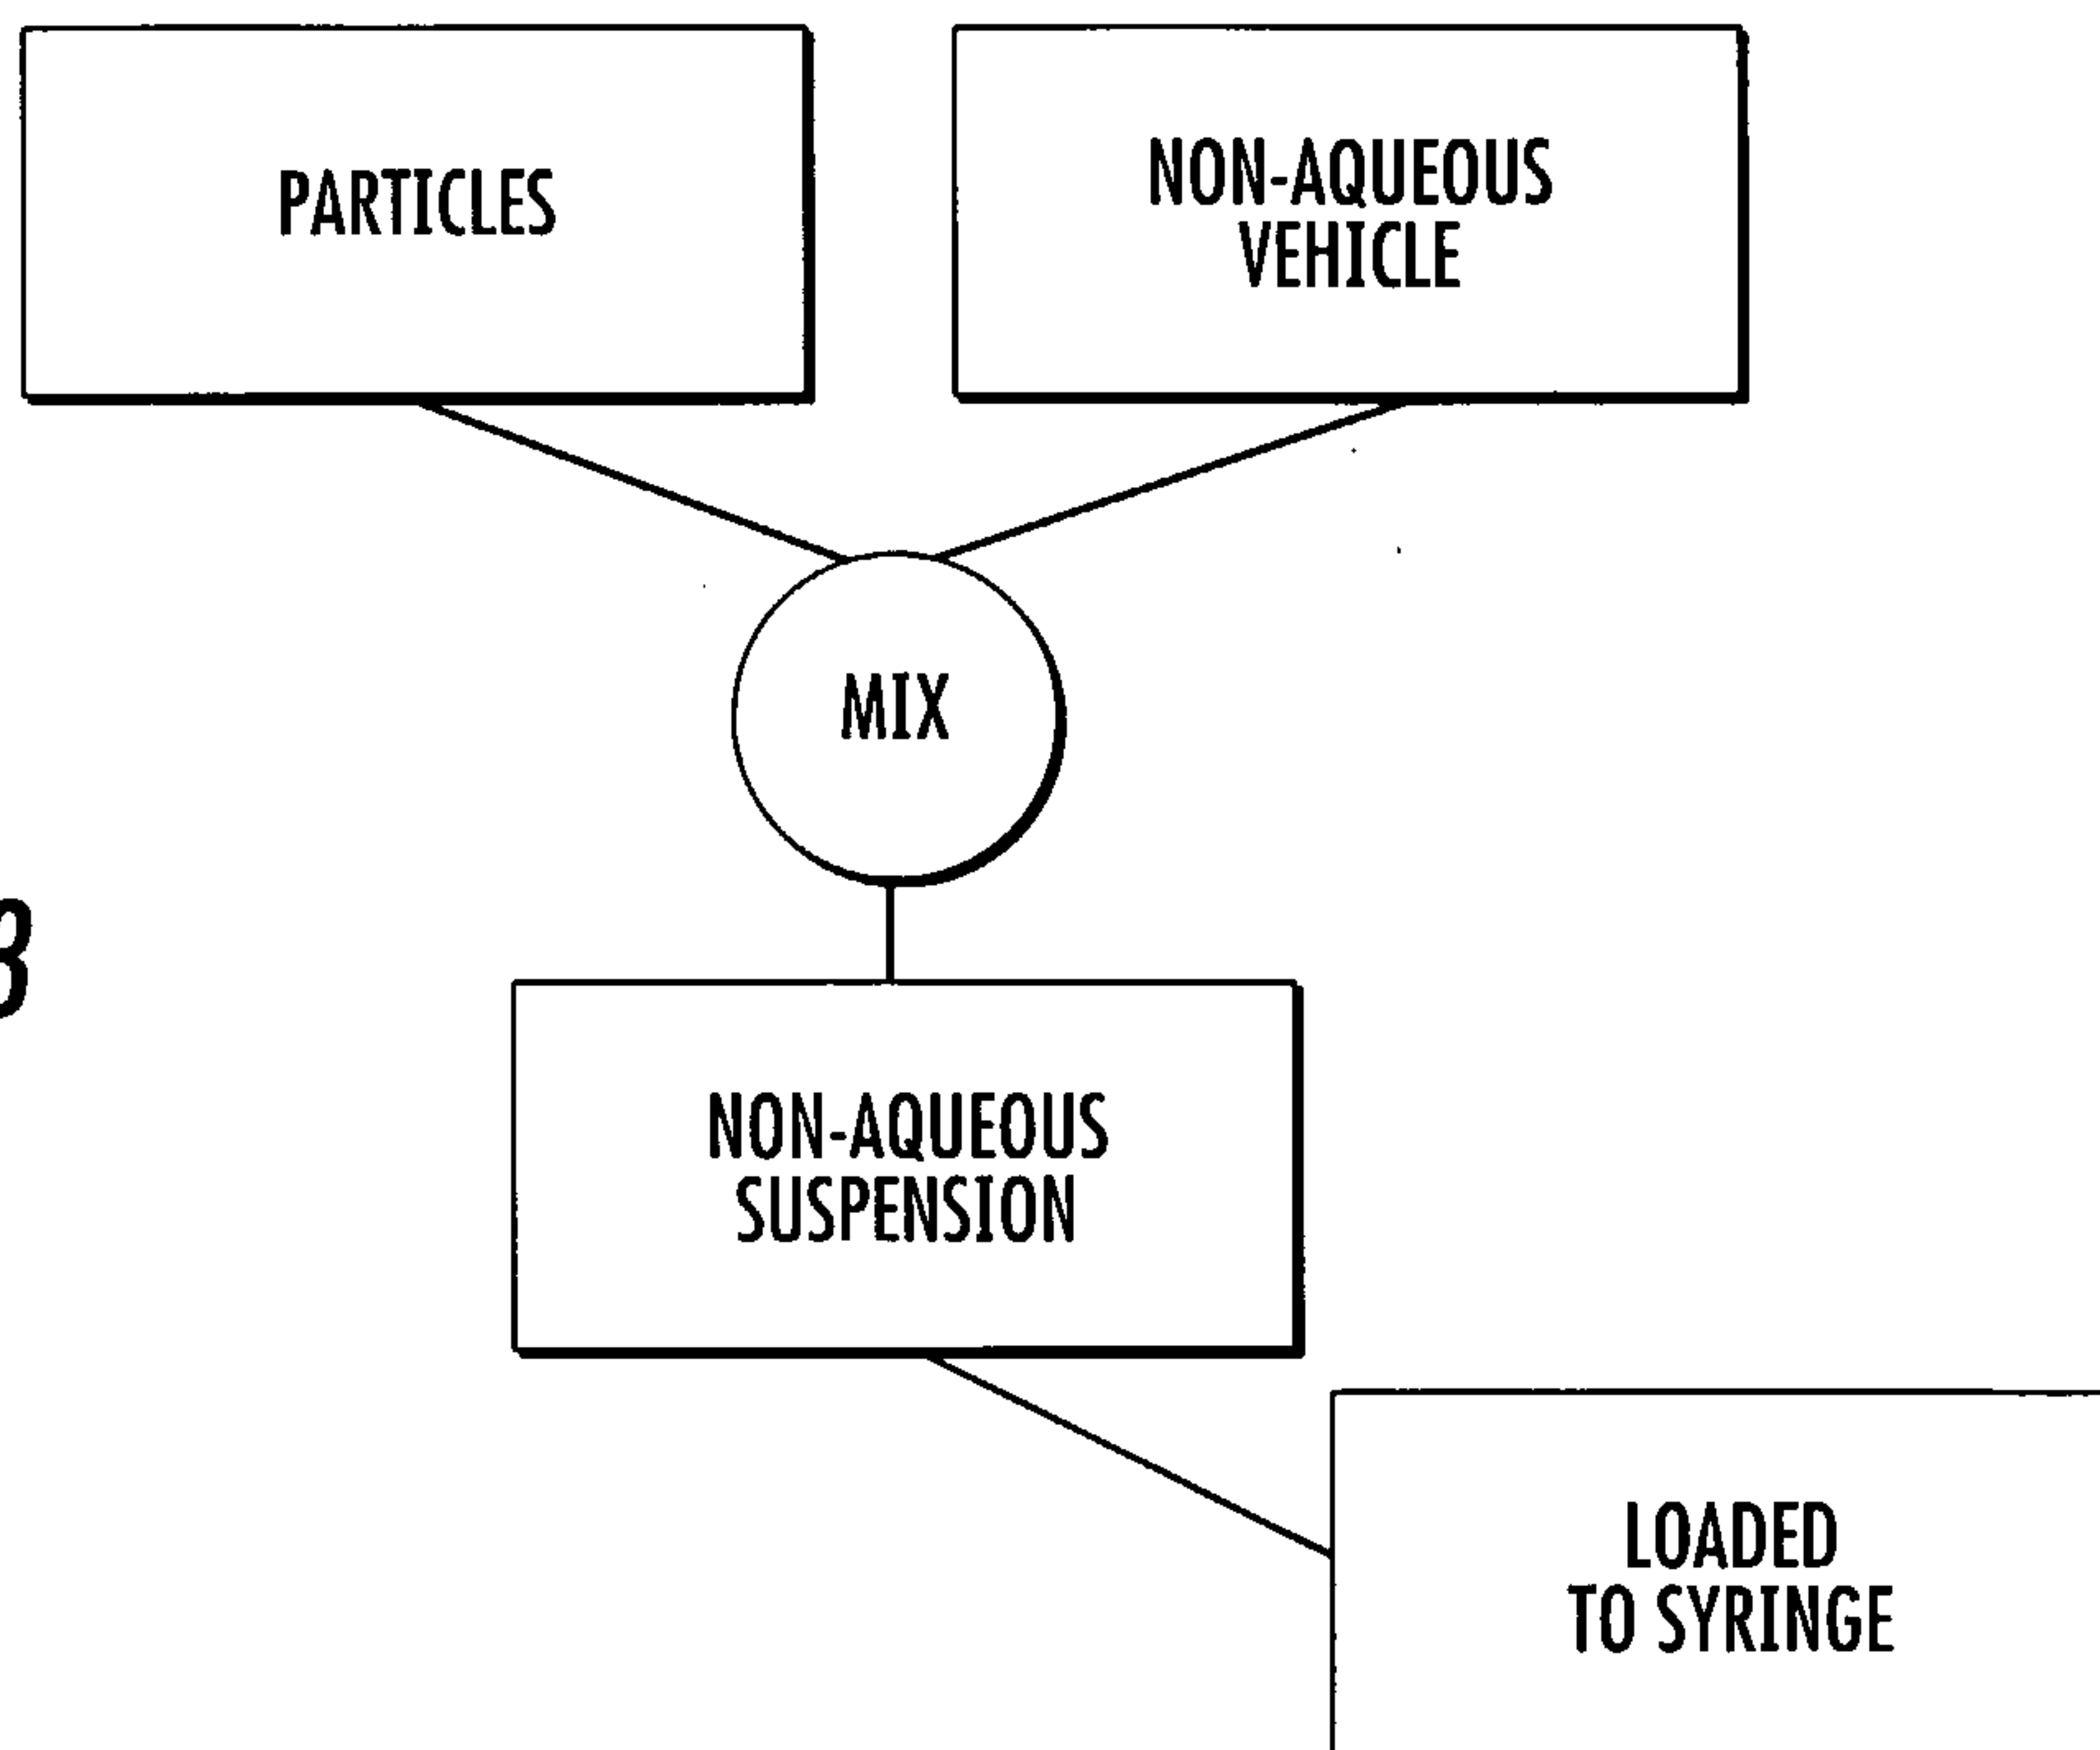 PARTICLES
NON-AQUEOUS
VEHICLE
MIX
NON-AQUEOUS
SUSPENSION
LOADED
TO SYRINGE